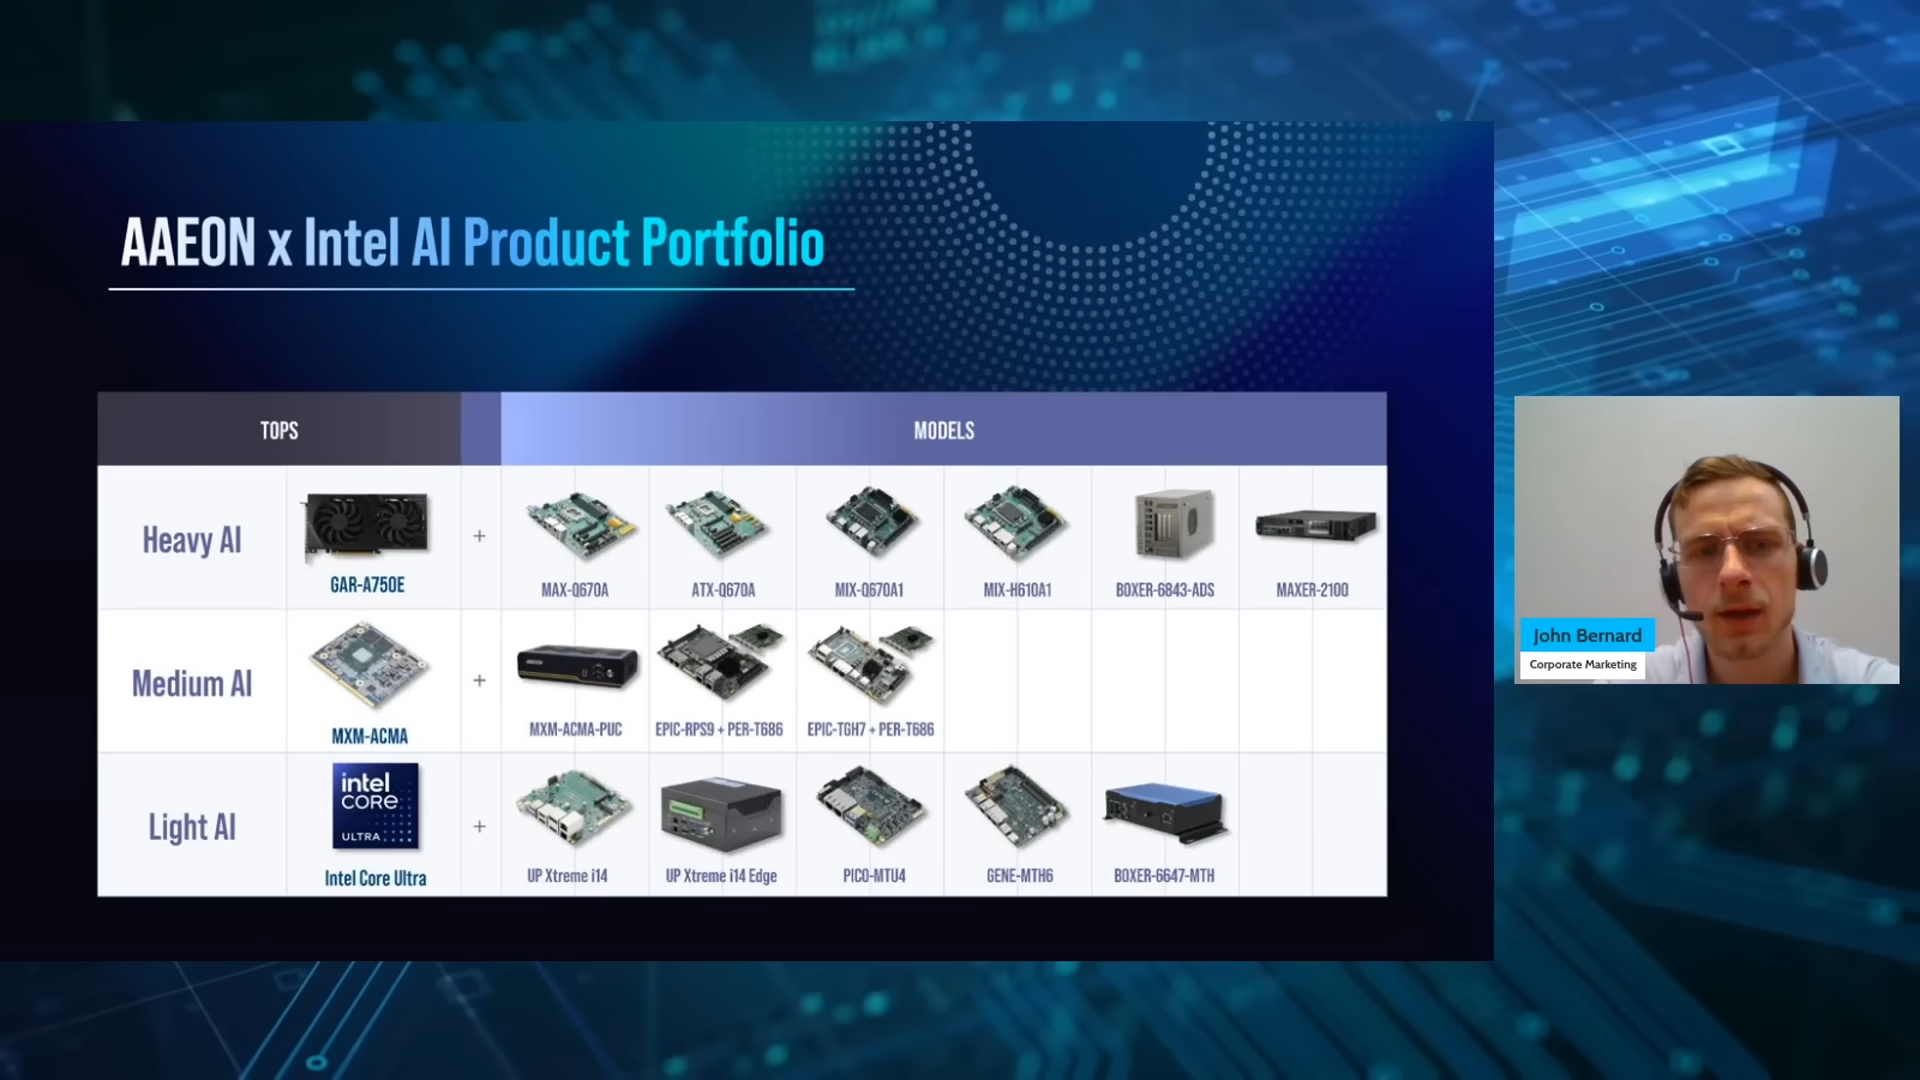 AAEON x Intel AI Product Portfolio
TOPS
MODELS
Heavy AI
GAR-A750E
+
MAX-Q670A
ATX-Q670A
MIX-Q670A1
MIX-H610A1
BOXER-6843-ADS
MAXER-2100
Medium AI
MXM-ACMA
+
MXM-ACMA-PUC
EPIC-RPS9 + PER-T686
EPIC-TGH7 + PER-T686
Light AI
intel
CORE
ULTRA
Intel Core Ultra
+
UP Xtreme i14
UP Xtreme i14 Edge
PICO-MTU4
GENE-MTH6
BOXER-6647-MTH
John Bernard
Corporate Marketing